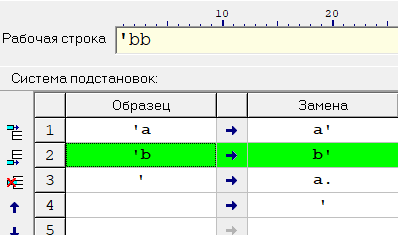 10 20
Рабочая строка 'bb
Система подстановок:
Образец Замена
1 'a → a'
2 'b → b'
3 ' → a.
4 → '
5 →